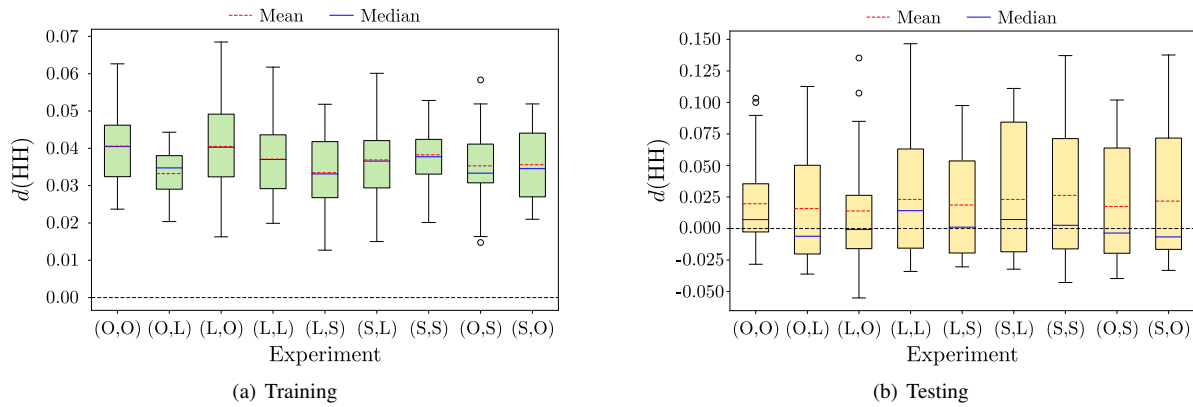 --- Mean — Median
0.07
0.06
0.05
0.04
0.03
0.02
0.01
0.00
d(HH)
(O,O) (O,L) (L,O) (L,L) (L,S) (S,L) (S,S) (O,S) (S,O)
Experiment
(a) Training
--- Mean — Median
0.150
0.125
0.100
0.075
0.050
0.025
0.000
-0.025
-0.050
d(HH)
(O,O) (O,L) (L,O) (L,L) (L,S) (S,L) (S,S) (O,S) (S,O)
Experiment
(b) Testing